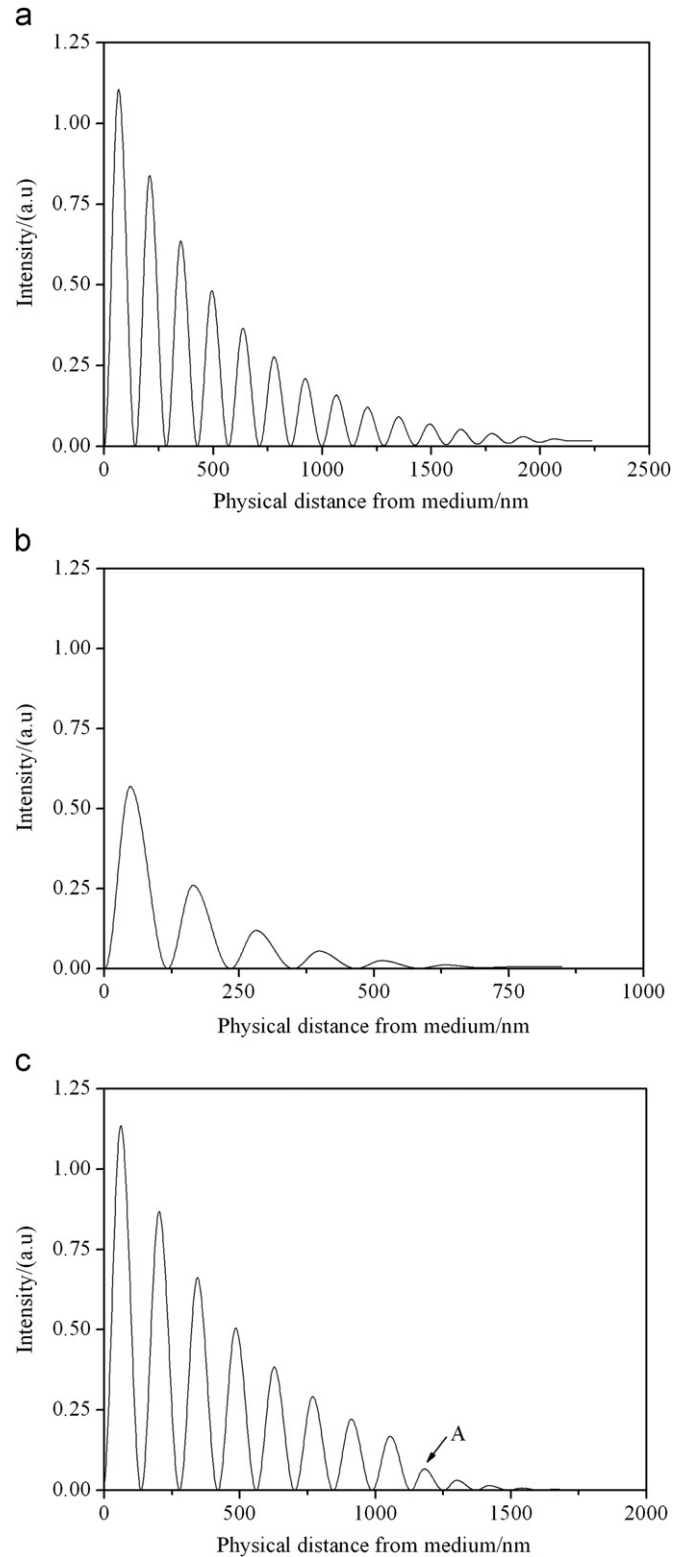 a
1.25
1.00
0.75
0.50
0.25
0.00
Intensity/(a.u)
0 500 1000 1500 2000 2500
Physical distance from medium/nm
b
1.25
1.00
0.75
0.50
0.25
0.00
Intensity/(a.u)
0 250 500 750 1000
Physical distance from medium/nm
c
1.25
1.00
0.75
0.50
0.25
0.00
Intensity/(a.u)
A
0 500 1000 1500 2000
Physical distance from medium/nm